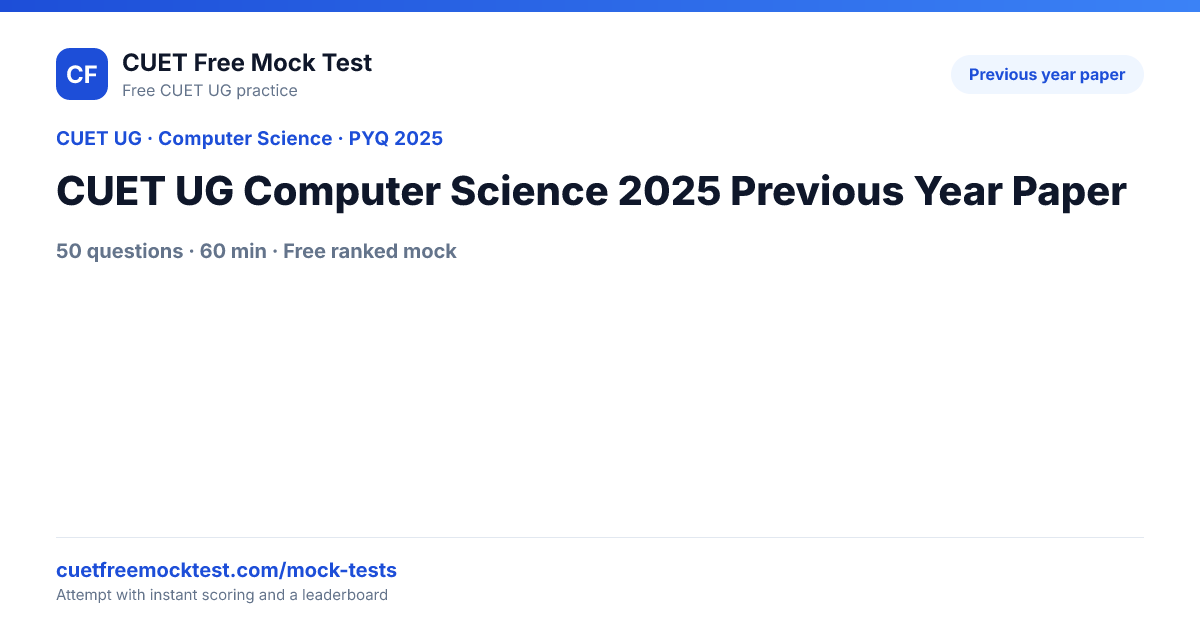 CF
CUET Free Mock Test
Free CUET UG practice
Previous year paper
CUET UG · Computer Science · PYQ 2025
CUET UG Computer Science 2025 Previous Year Paper
50 questions · 60 min · Free ranked mock
cuetfreemocktest.com/mock-tests
Attempt with instant scoring and a leaderboard